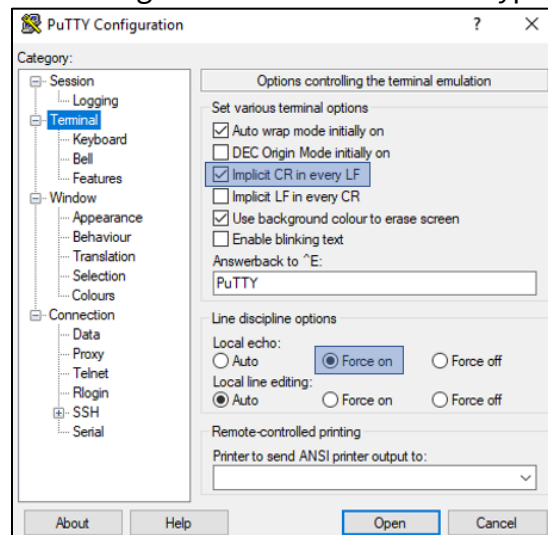 PuTTY Configuration ? ×
Category:
Session
Logging
Terminal
Keyboard
Bell
Features
Window
Appearance
Behaviour
Translation
Selection
Colours
Connection
Data
Proxy
Telnet
Rlogin
SSH
Serial
Options controlling the terminal emulation
Set various terminal options
Auto wrap mode initially on
DEC Origin Mode initially on
Implicit CR in every LF
Implicit LF in every CR
Use background colour to erase screen
Enable blinking text
Answerback to ^E:
PuTTY
Line discipline options
Local echo:
Auto Force on Force off
Local line editing:
Auto Force on Force off
Remote-controlled printing
Printer to send ANSI printer output to:
About Help Open Cancel